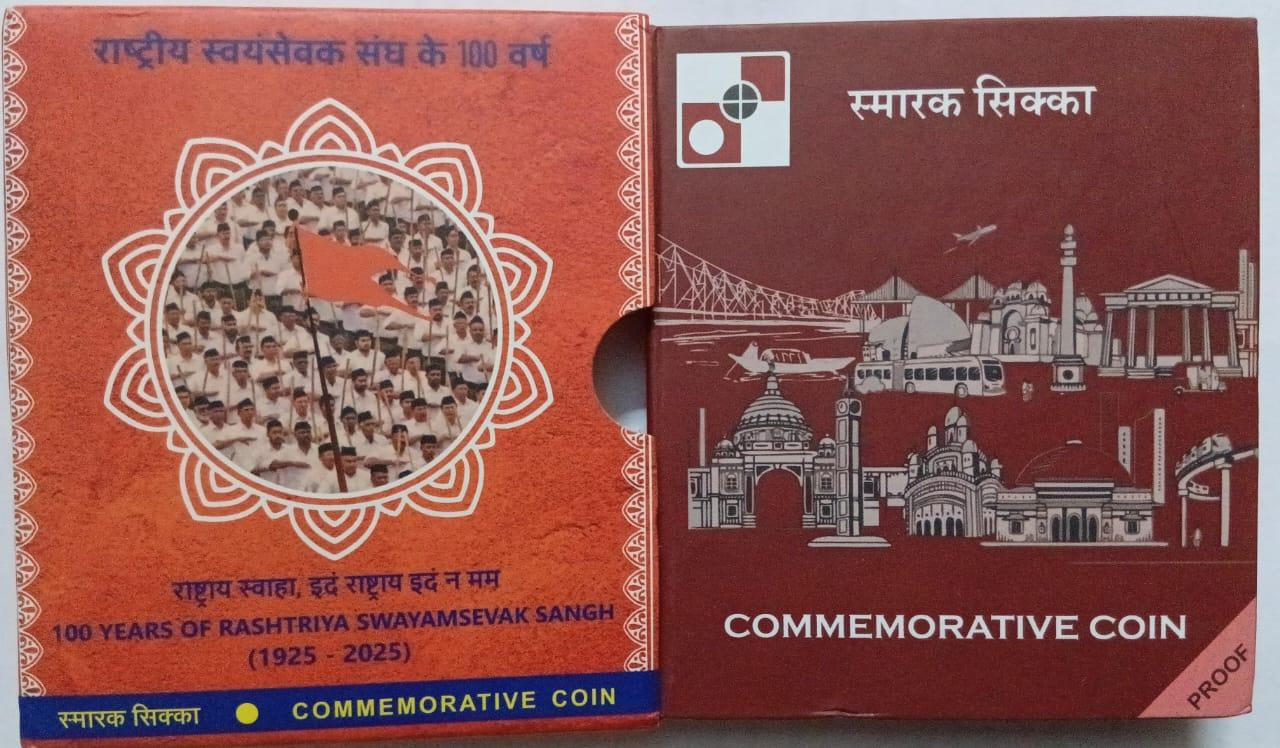 राष्ट्रीय स्वयंसेवक संघ के 100 वर्ष
राष्ट्राय स्वाहा, इदं राष्ट्राय इदं न मम
100 YEARS OF RASHTRIYA SWAYAMSEVAK SANGH
(1925 - 2025)
स्मारक सिक्का ● COMMEMORATIVE COIN
स्मारक सिक्का
COMMEMORATIVE COIN
PROOF